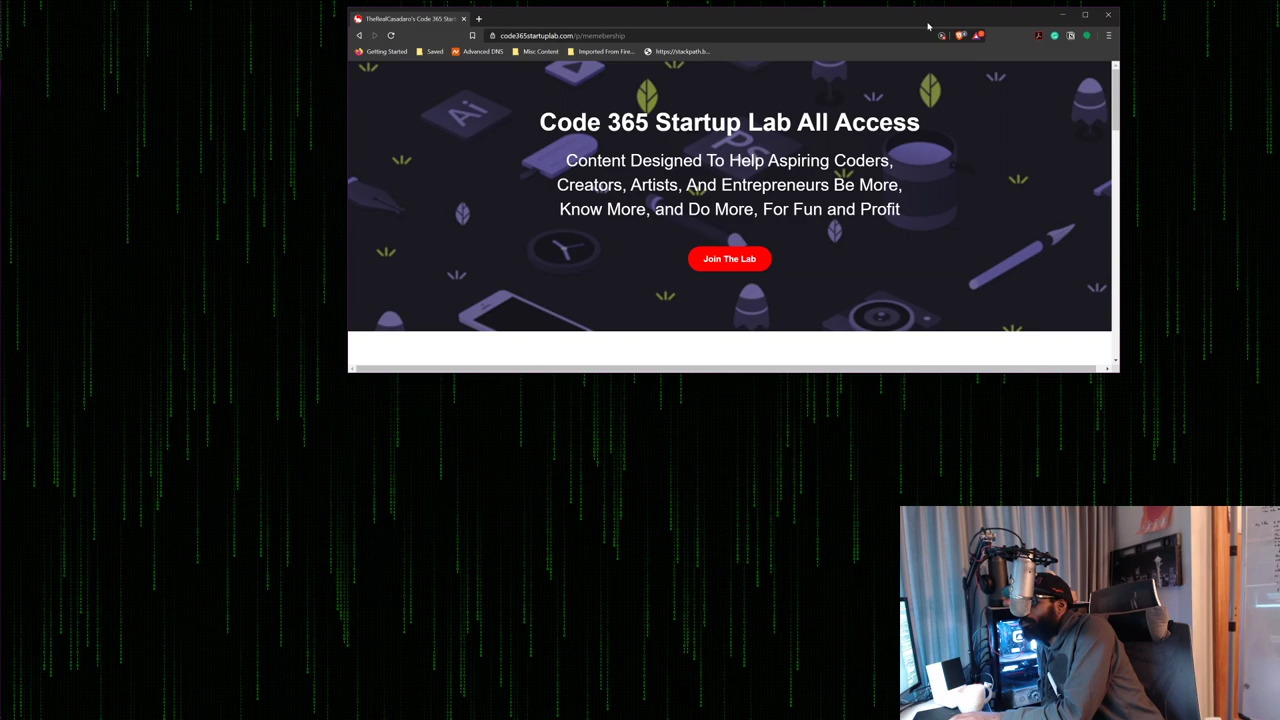 TheRealCasadaro's Code 365 Start
code365startuplab.com/p/memebership
Getting Started
Saved
Advanced DNS
Misc Content
Imported From Fire...
https://stackpath.b...
Ai
Ps
Code 365 Startup Lab All Access
Content Designed To Help Aspiring Coders,
Creators, Artists, And Entrepreneurs Be More,
Know More, and Do More, For Fun and Profit
Join The Lab